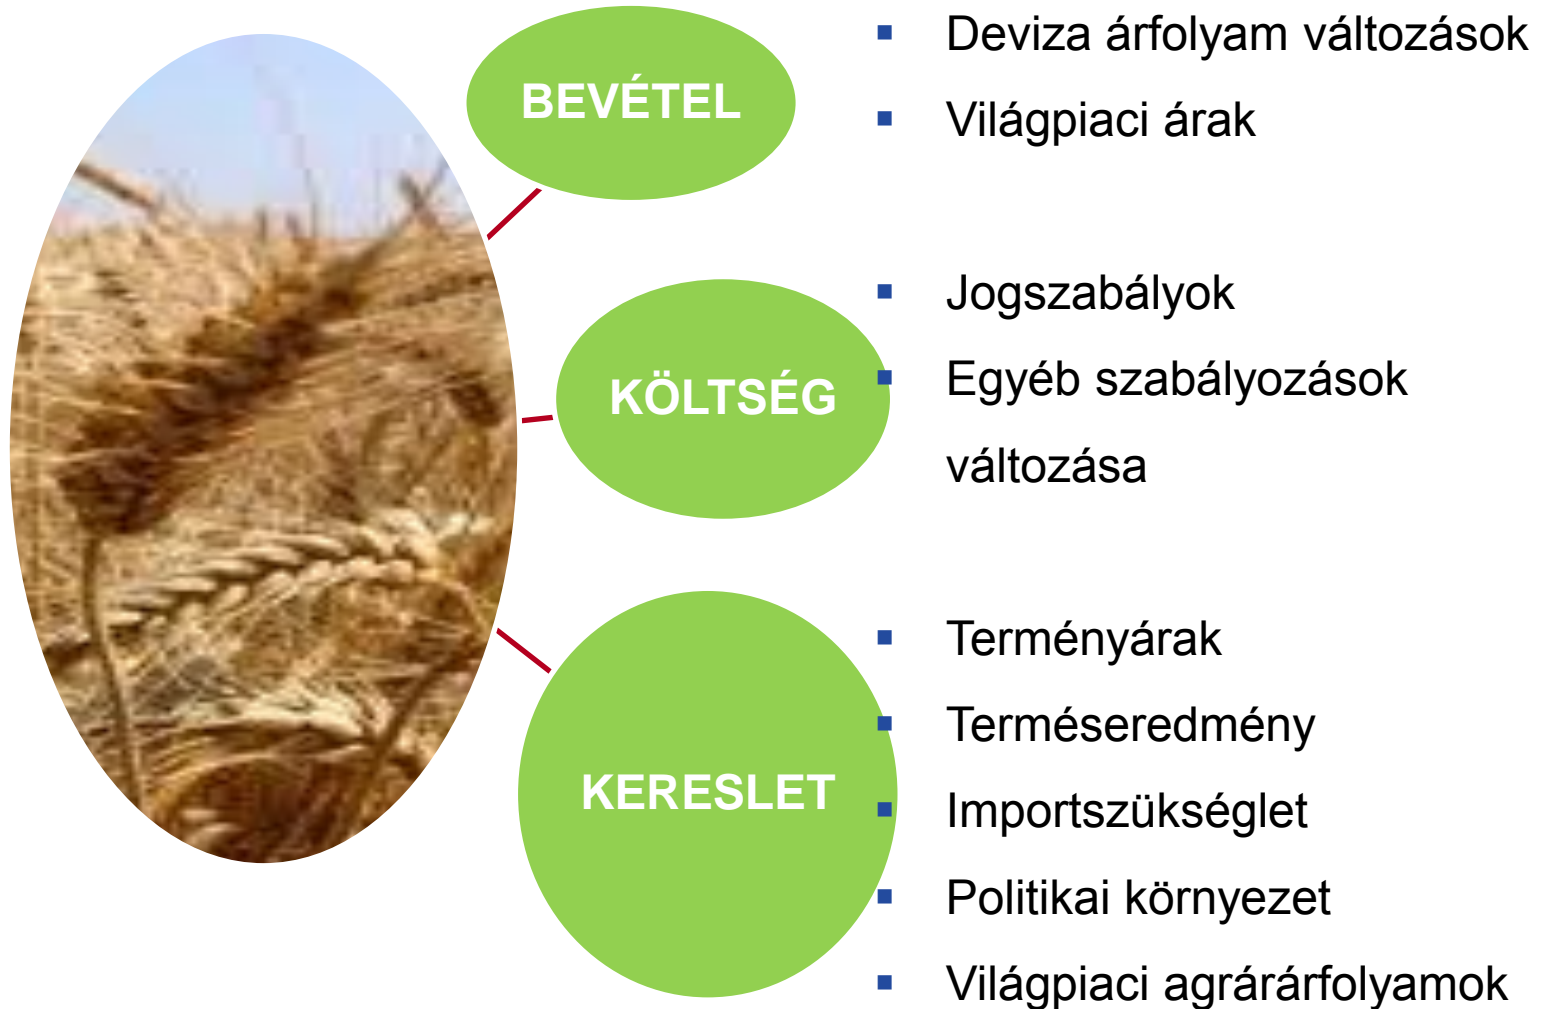 BEVÉTEL
Deviza árfolyam változások
Világpiaci árak
KÖLTSÉG
Jogszabályok
Egyéb szabályozások
változása
KERESLET
Terményárak
Terméseredmény
Importszükséglet
Politikai környezet
Világpiaci agrárárfolyamok